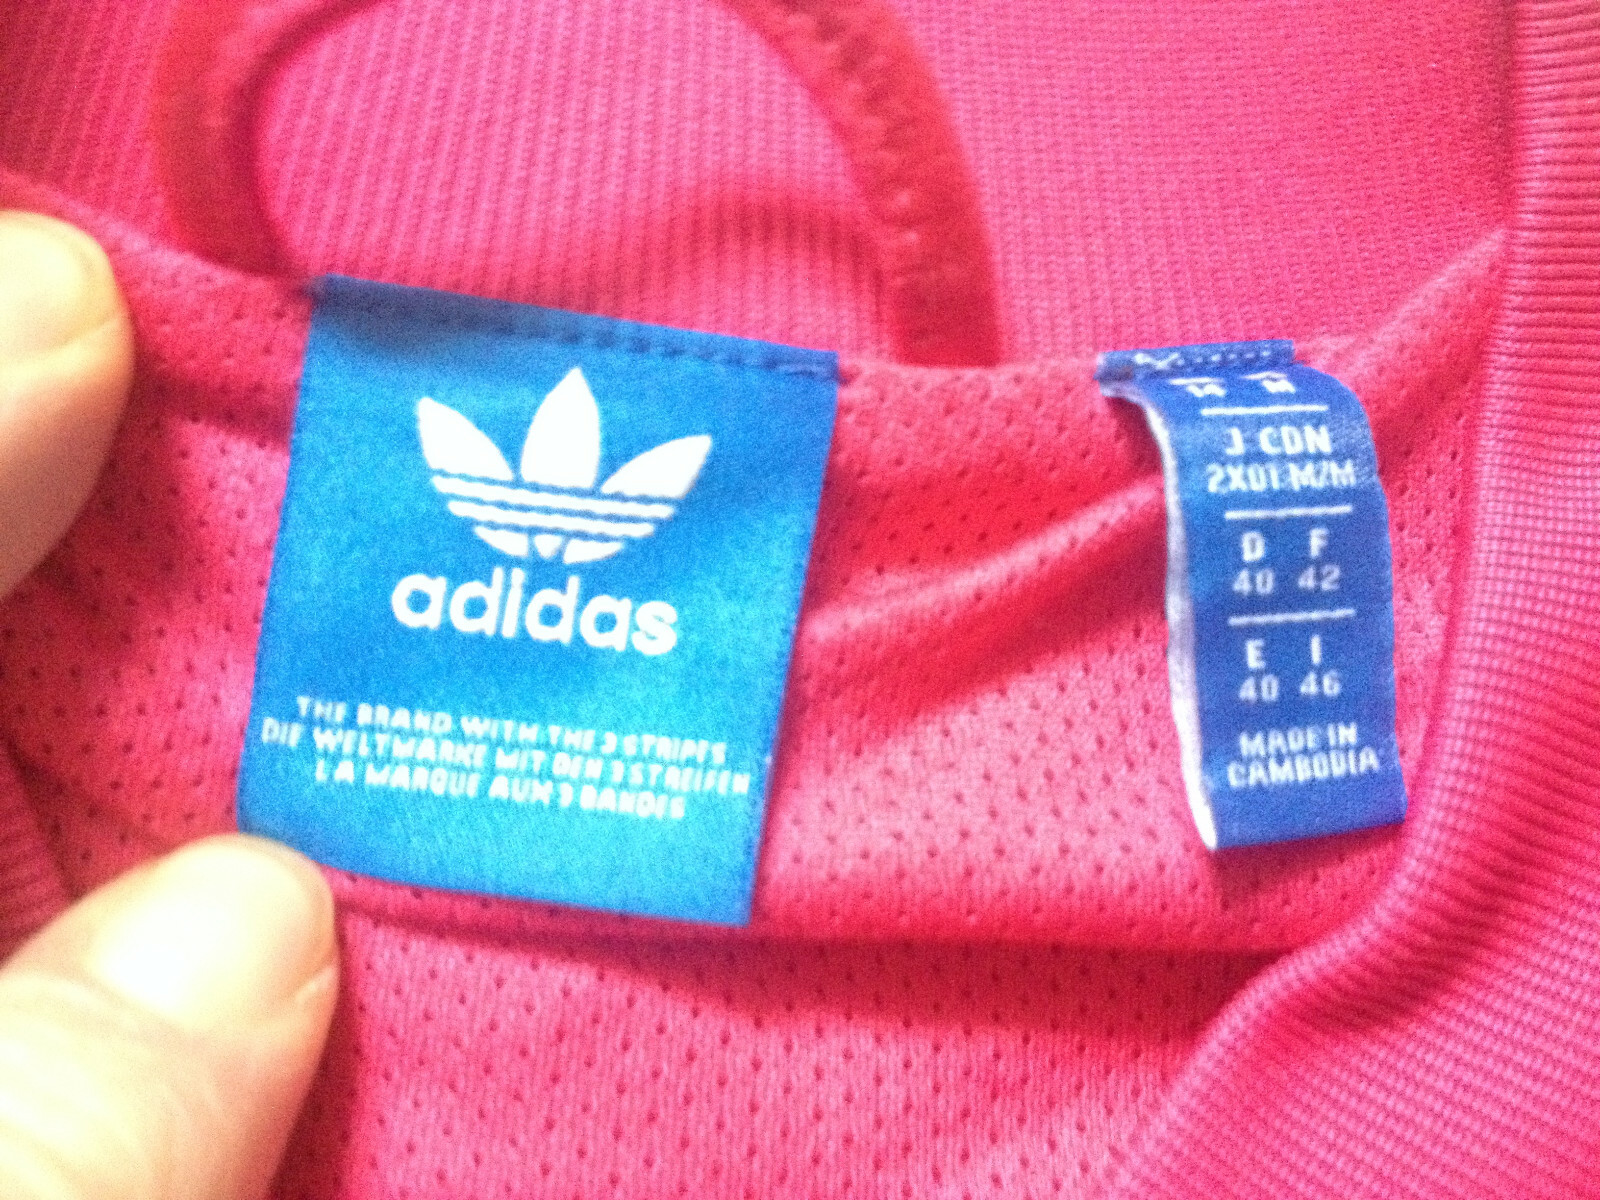 adidas
THE BRAND WITH THE 3 STRIPES
DIE WELTMARKE MIT DEN 3 STREIFEN
LA MARQUE AUX 3 BANDES
M M
J CDN
2XOT M/M
D F
40 42
E I
40 46
MADE IN
CAMBODIA